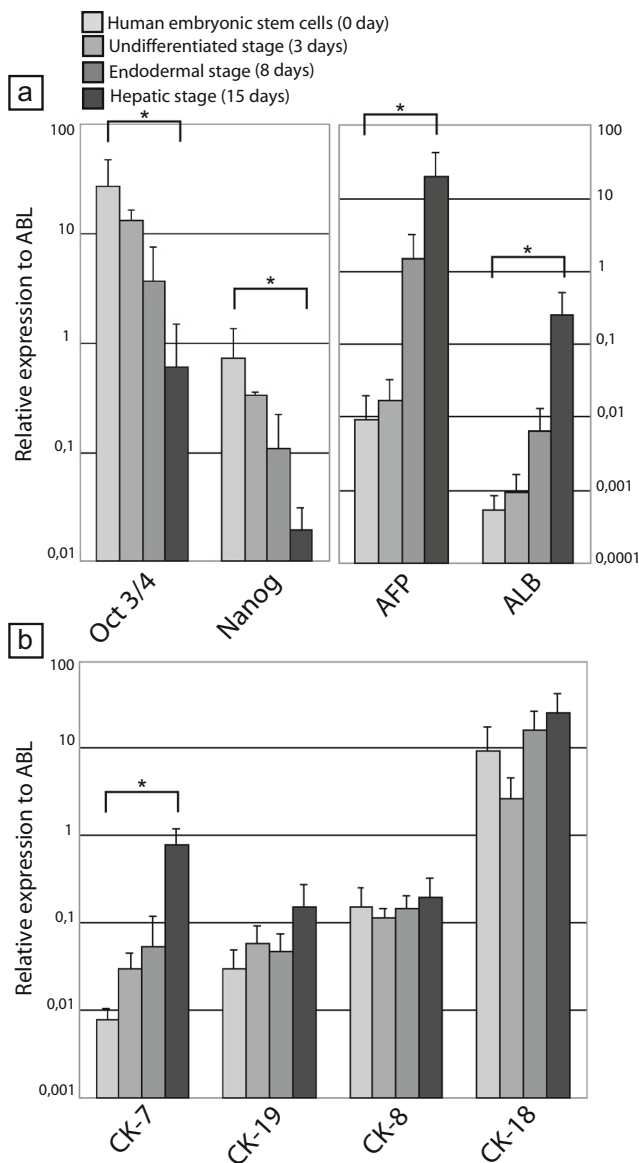 Human embryonic stem cells (0 day)
Undifferentiated stage (3 days)
Endodermal stage (8 days)
Hepatic stage (15 days)
a
Relative expression to ABL
100
10
1
0,1
0,01
*
*
*
*
100
10
1
0,1
0,01
0,001
0,0001
Oct 3/4
Nanog
AFP
ALB
b
Relative expression to ABL
100
10
1
0,1
0,01
0,001
*
CK-7
CK-19
CK-8
CK-18